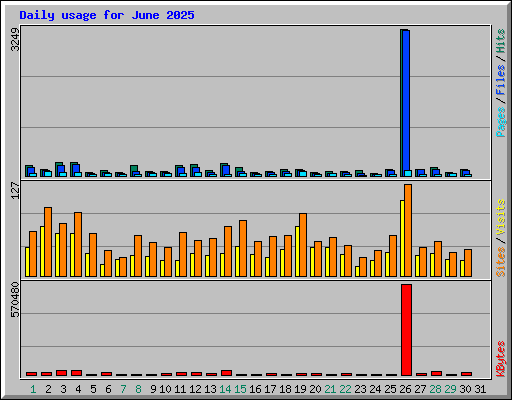 Daily usage for June 2025
3249
Pages / Files / Hits
127
Sites / Visits
570480
KBytes
1 2 3 4 5 6 7 8 9 10 11 12 13 14 15 16 17 18 19 20 21 22 23 24 25 26 27 28 29 30 31